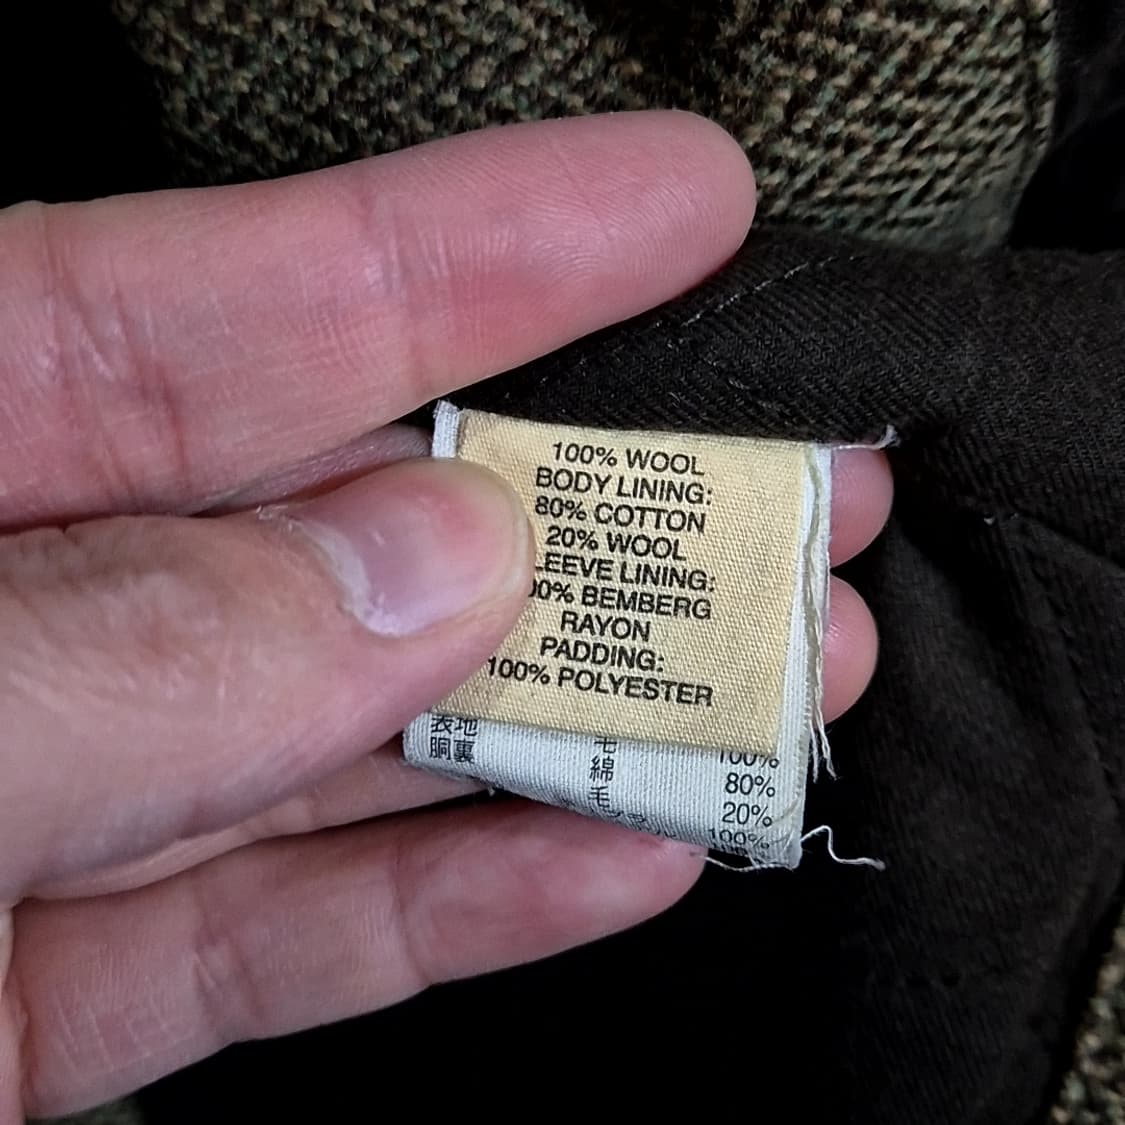 100% WOOL
BODY LINING:
80% COTTON
20% WOOL
LEEVE LINING:
00% BEMBERG
RAYON
PADDING:
100% POLYESTER
表地 毛 100%
胴裏 綿 80%
毛 20%
100%